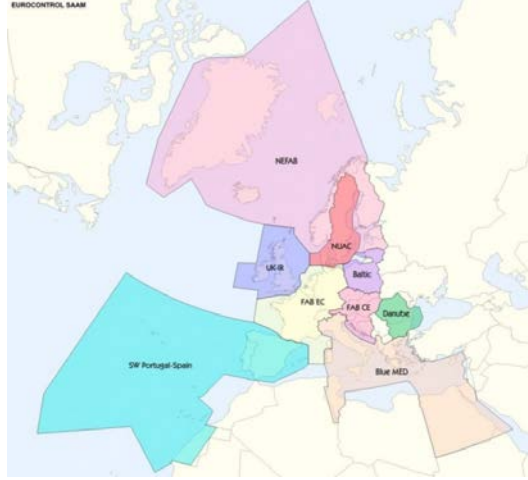 EUROCONTROL SAAM
NEFAB
NUAC
UK-IR
Baltic
FAB EC
FAB CE
Danube
SW Portugal-Spain
Blue MED